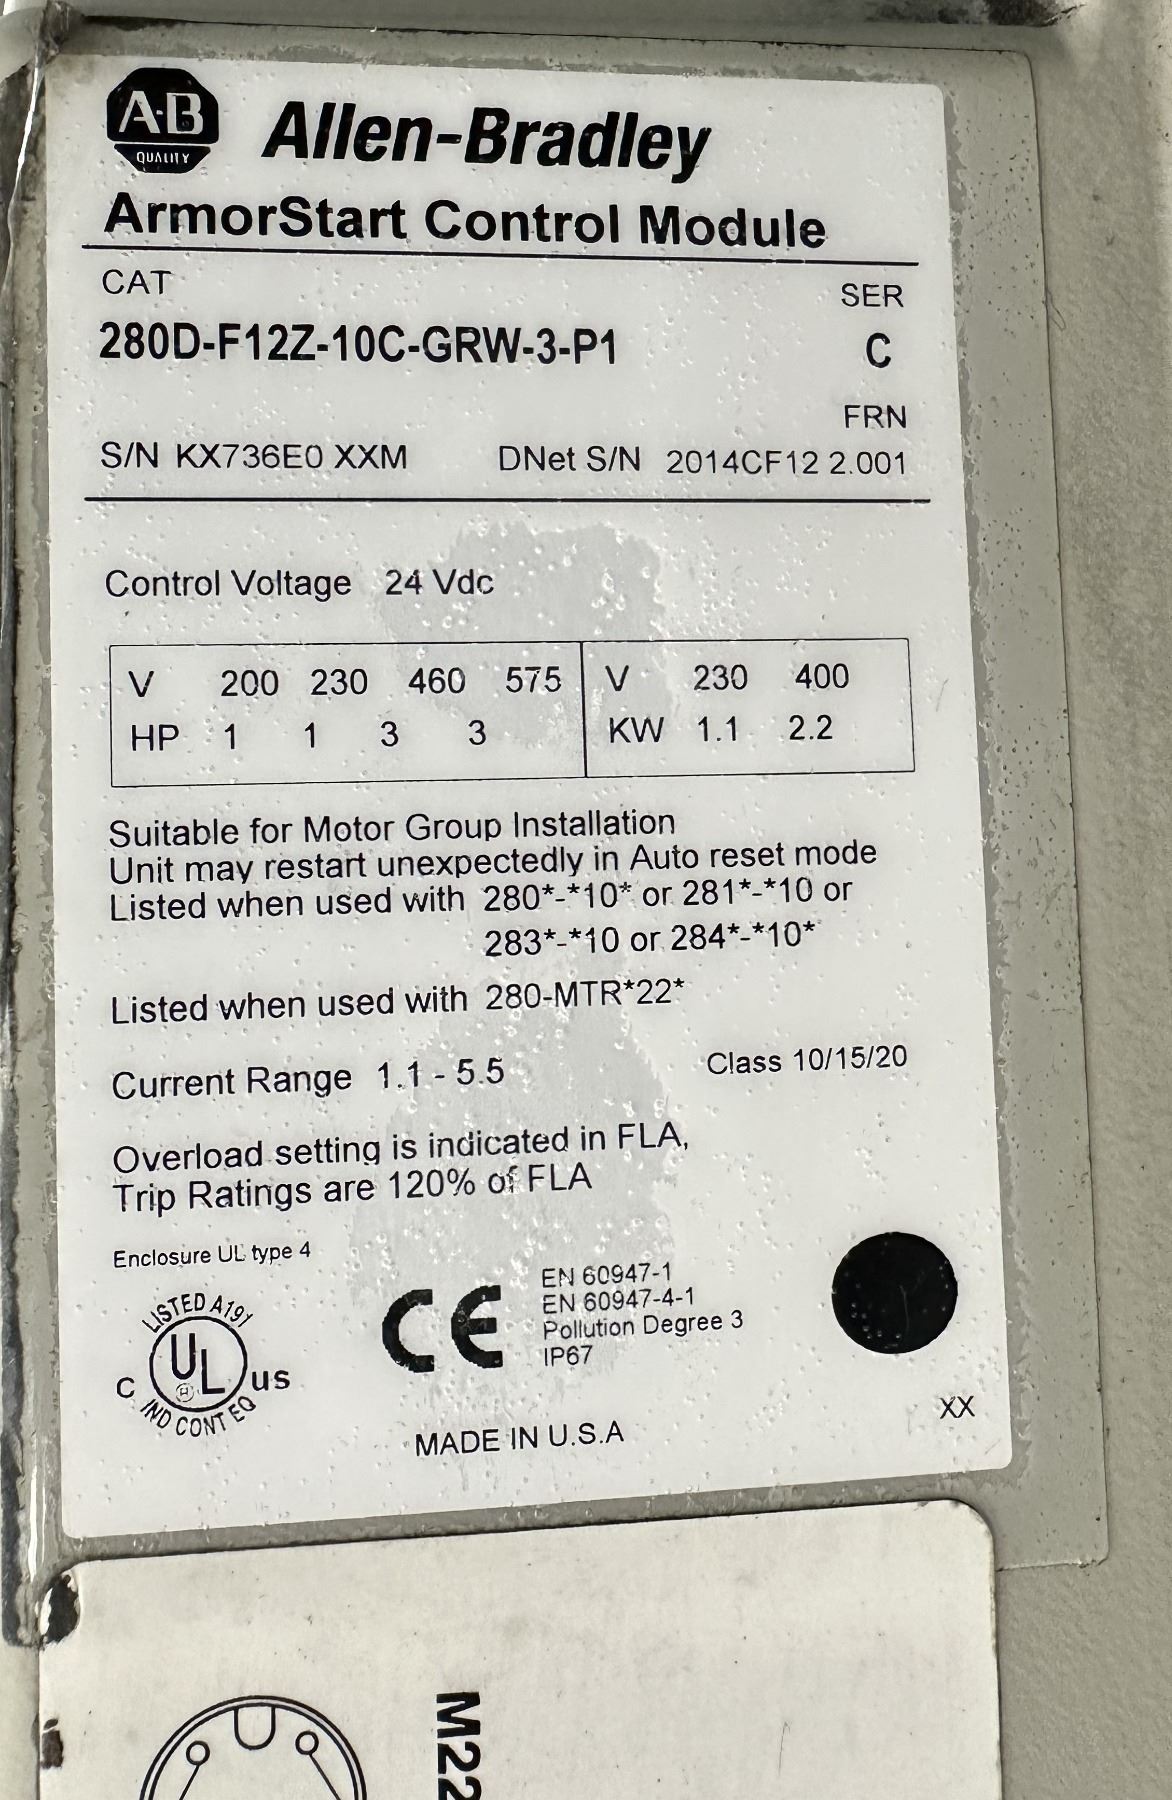 A-B
QUALITY
Allen-Bradley
ArmorStart Control Module
CAT
SER
280D-F12Z-10C-GRW-3-P1
C
FRN
S/N KX736E0 XXM DNet S/N 2014CF12 2.001
Control Voltage 24 Vdc
V 200 230 460 575 V 230 400
HP 1 1 3 3 KW 1.1 2.2
Suitable for Motor Group Installation
Unit may restart unexpectedly in Auto reset mode
Listed when used with 280*-*10* or 281*-*10 or
283*-*10 or 284*-*10*
Listed when used with 280-MTR*22*
Current Range 1.1 - 5.5 Class 10/15/20
Overload setting is indicated in FLA,
Trip Ratings are 120% of FLA
Enclosure UL type 4
LISTED A191
C UL US
IND CONT EQ
CE
EN 60947-1
EN 60947-4-1
Pollution Degree 3
IP67
XX
MADE IN U.S.A
M22